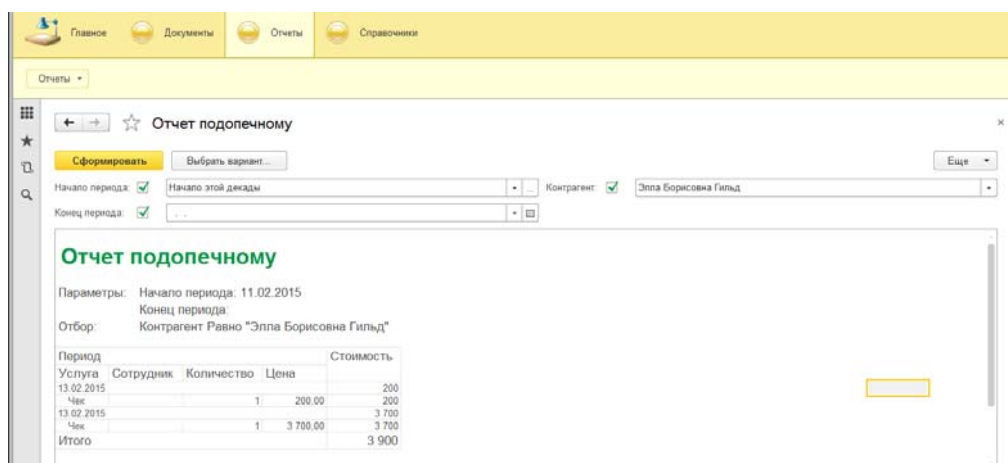 Главное Документы Отчеты Справочники
Отчеты
Отчет подопечному
Сформировать Выбрать вариант... Еще
Начало периода: Начало этой декады Контрагент: Элла Борисовна Гильд
Конец периода: . .
Отчет подопечному
Параметры: Начало периода: 11.02.2015
Конец периода:
Отбор: Контрагент Равно "Элла Борисовна Гильд"
Период Стоимость
Услуга Сотрудник Количество Цена
13.02.2015 200
Чек 1 200,00 200
13.02.2015 3 700
Чек 1 3 700,00 3 700
Итого 3 900